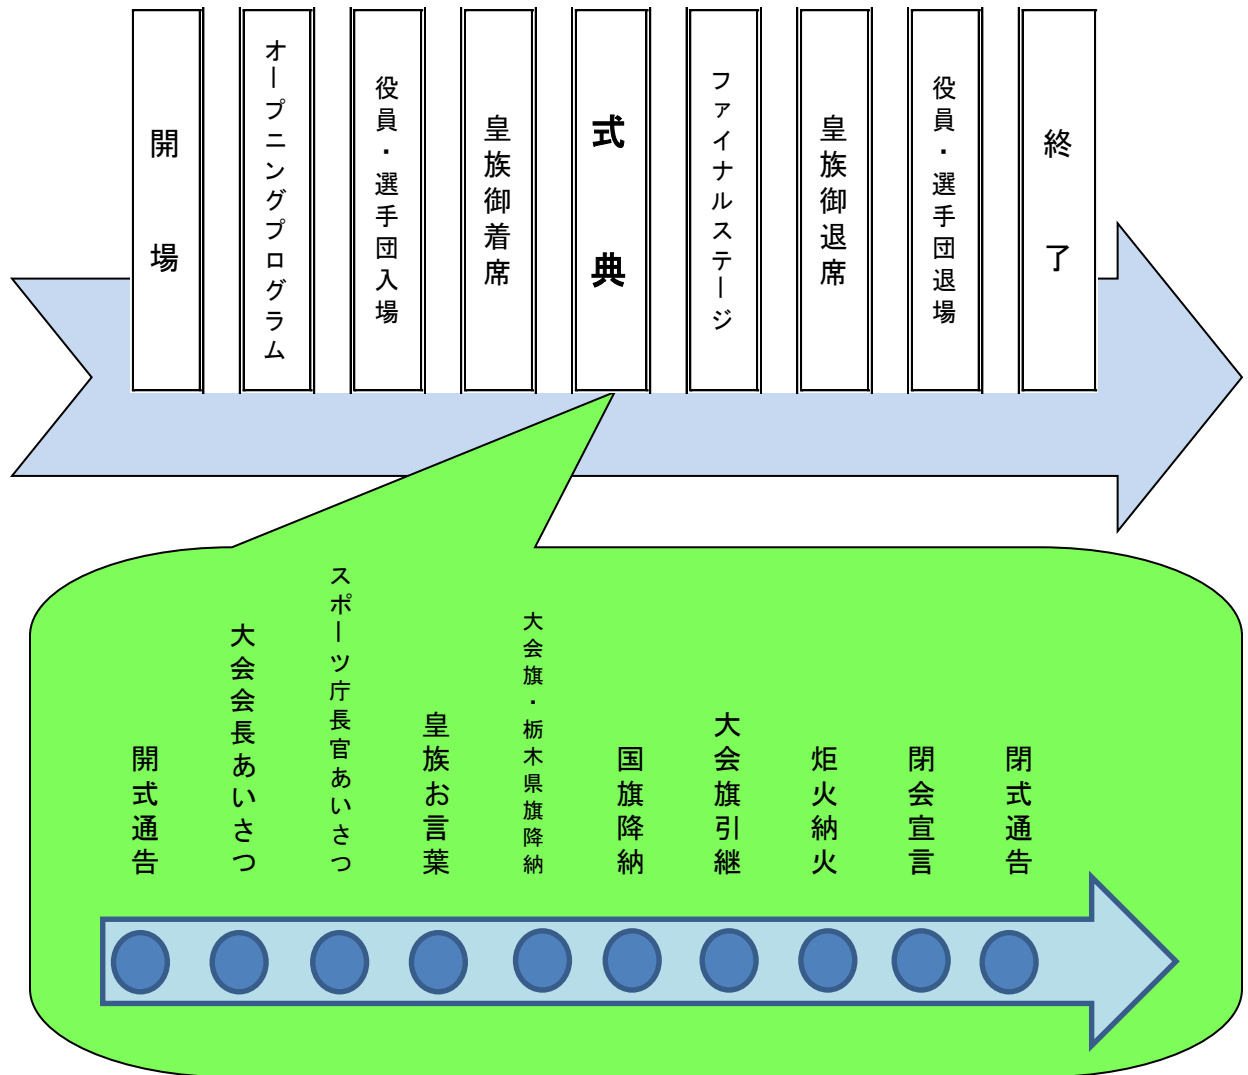 開場
オープニングプログラム
役員・選手団入場
皇族御着席
式典
ファイナルステージ
皇族御退席
役員・選手団退場
終了
開式通告
大会会長あいさつ
スポーツ庁長官あいさつ
皇族お言葉
大会旗・栃木県旗降納
国旗降納
大会旗引継
炬火納火
閉会宣言
閉式通告